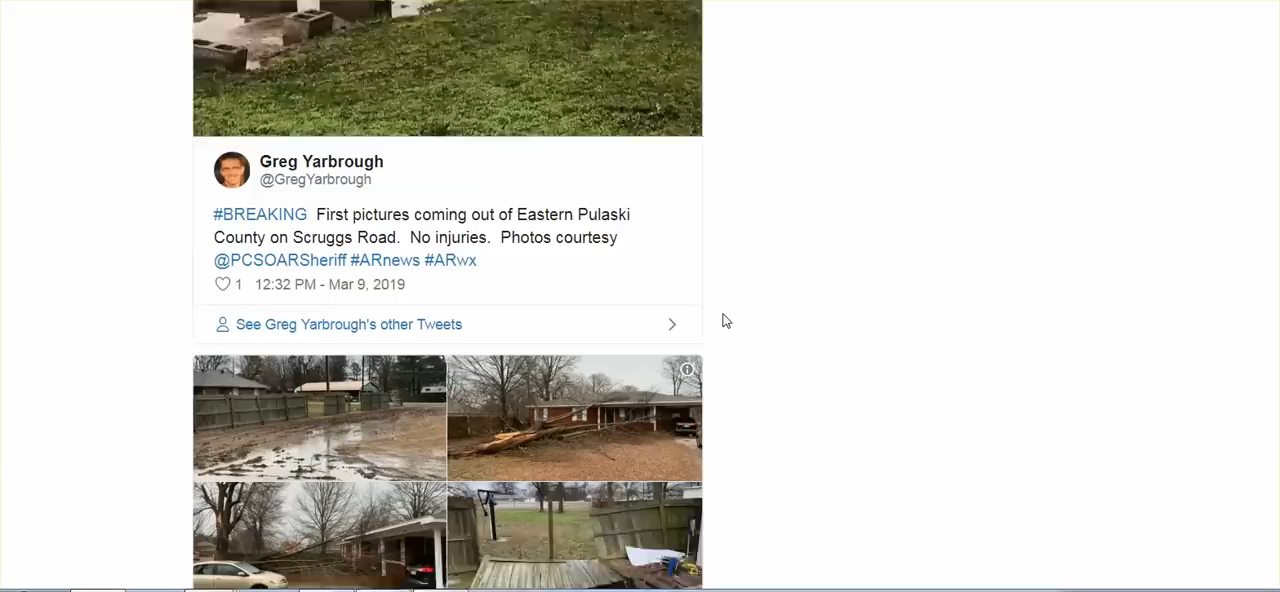 Greg Yarbrough
@GregYarbrough
#BREAKING First pictures coming out of Eastern Pulaski
County on Scruggs Road. No injuries. Photos courtesy
@PCSOARSheriff #ARnews #ARwx
1 12:32 PM - Mar 9, 2019
See Greg Yarbrough's other Tweets